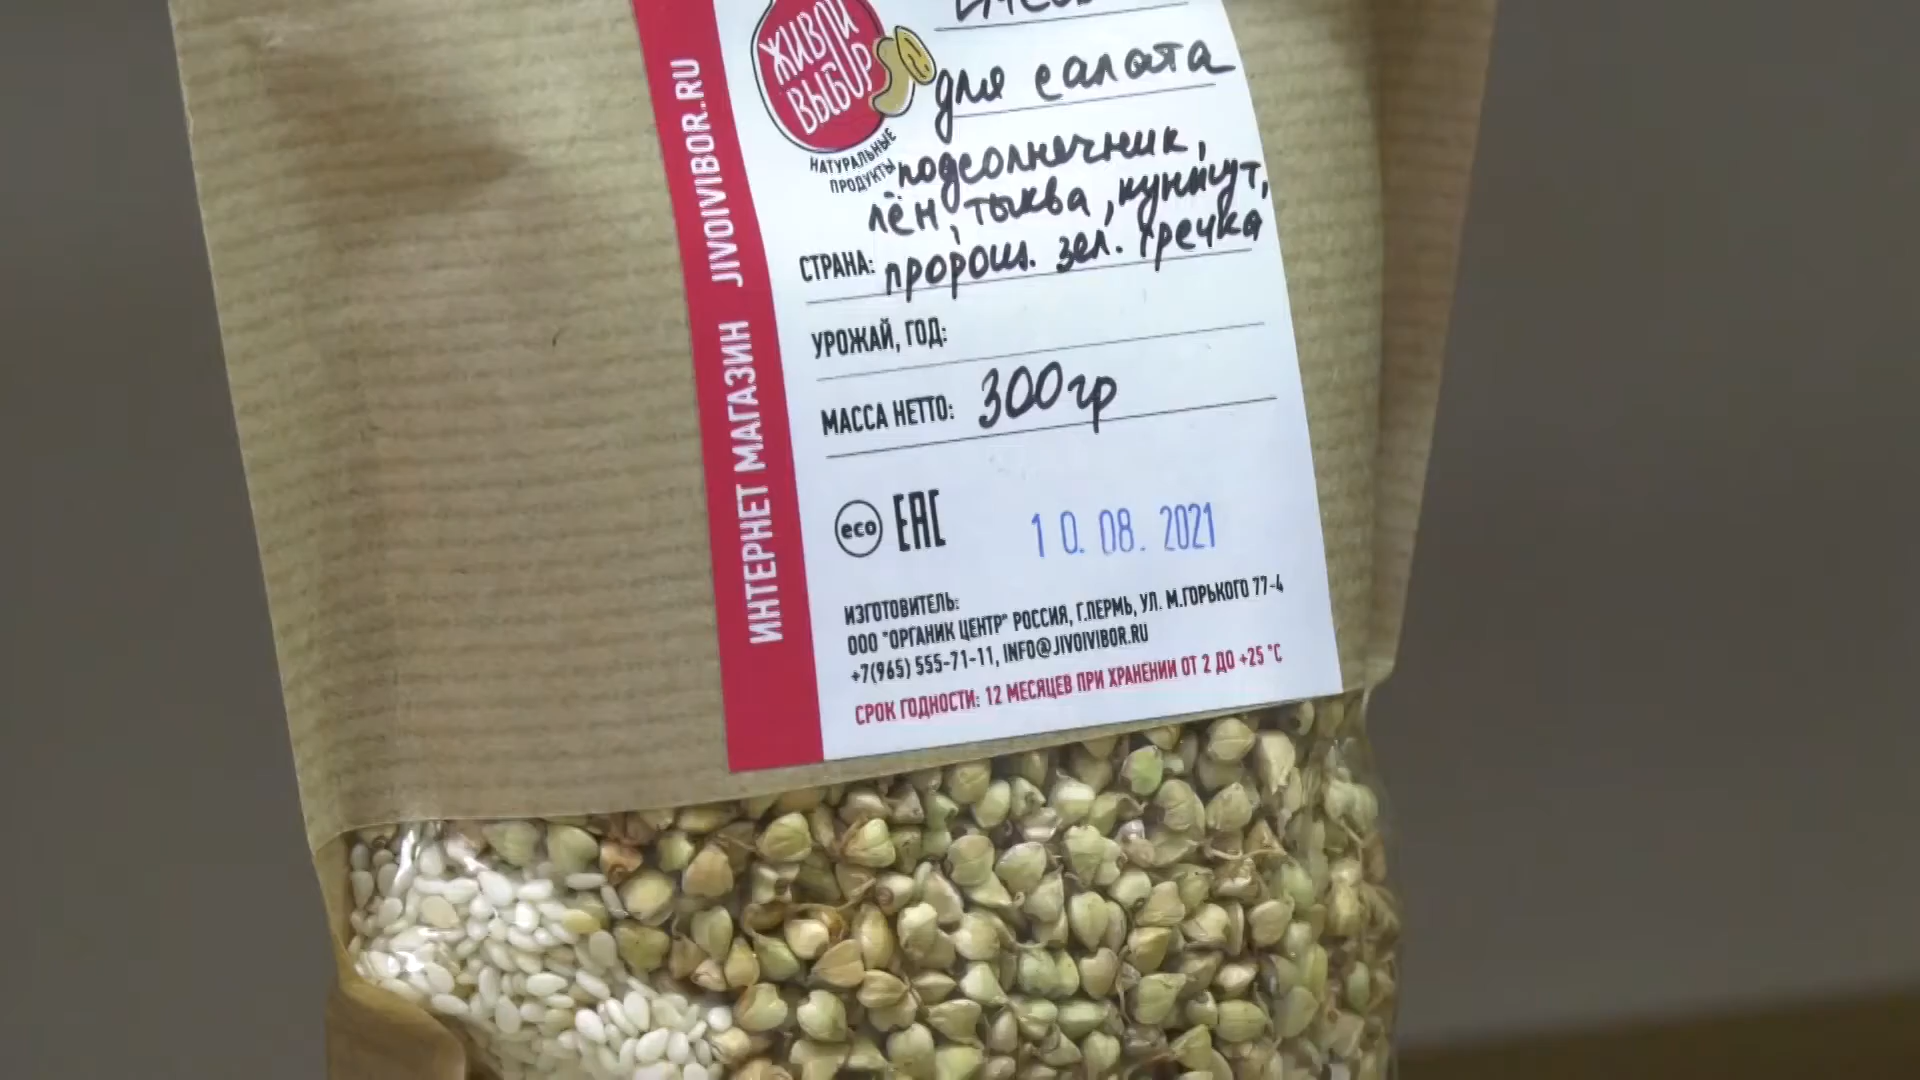 ЖИВОЙ
ВЫБОР
НАТУРАЛЬНЫЕ
ПРОДУКТЫ
для салата
подсолнечник,
лён, тыква, кунжут,
СТРАНА: пророщ. зел. гречка
УРОЖАЙ, ГОД:
МАССА НЕТТО: 300гр
eco ЕАС
10.08.2021
ИЗГОТОВИТЕЛЬ:
ООО "ОРГАНИК ЦЕНТР" РОССИЯ, Г.ПЕРМЬ, УЛ. М.ГОРЬКОГО 77-4
+7(965) 555-71-11, INFO@JIVOIVIBOR.RU
СРОК ГОДНОСТИ: 12 МЕСЯЦЕВ ПРИ ХРАНЕНИИ ОТ 2 ДО +25 °С
ИНТЕРНЕТ МАГАЗИН JIVOIVIBOR.RU